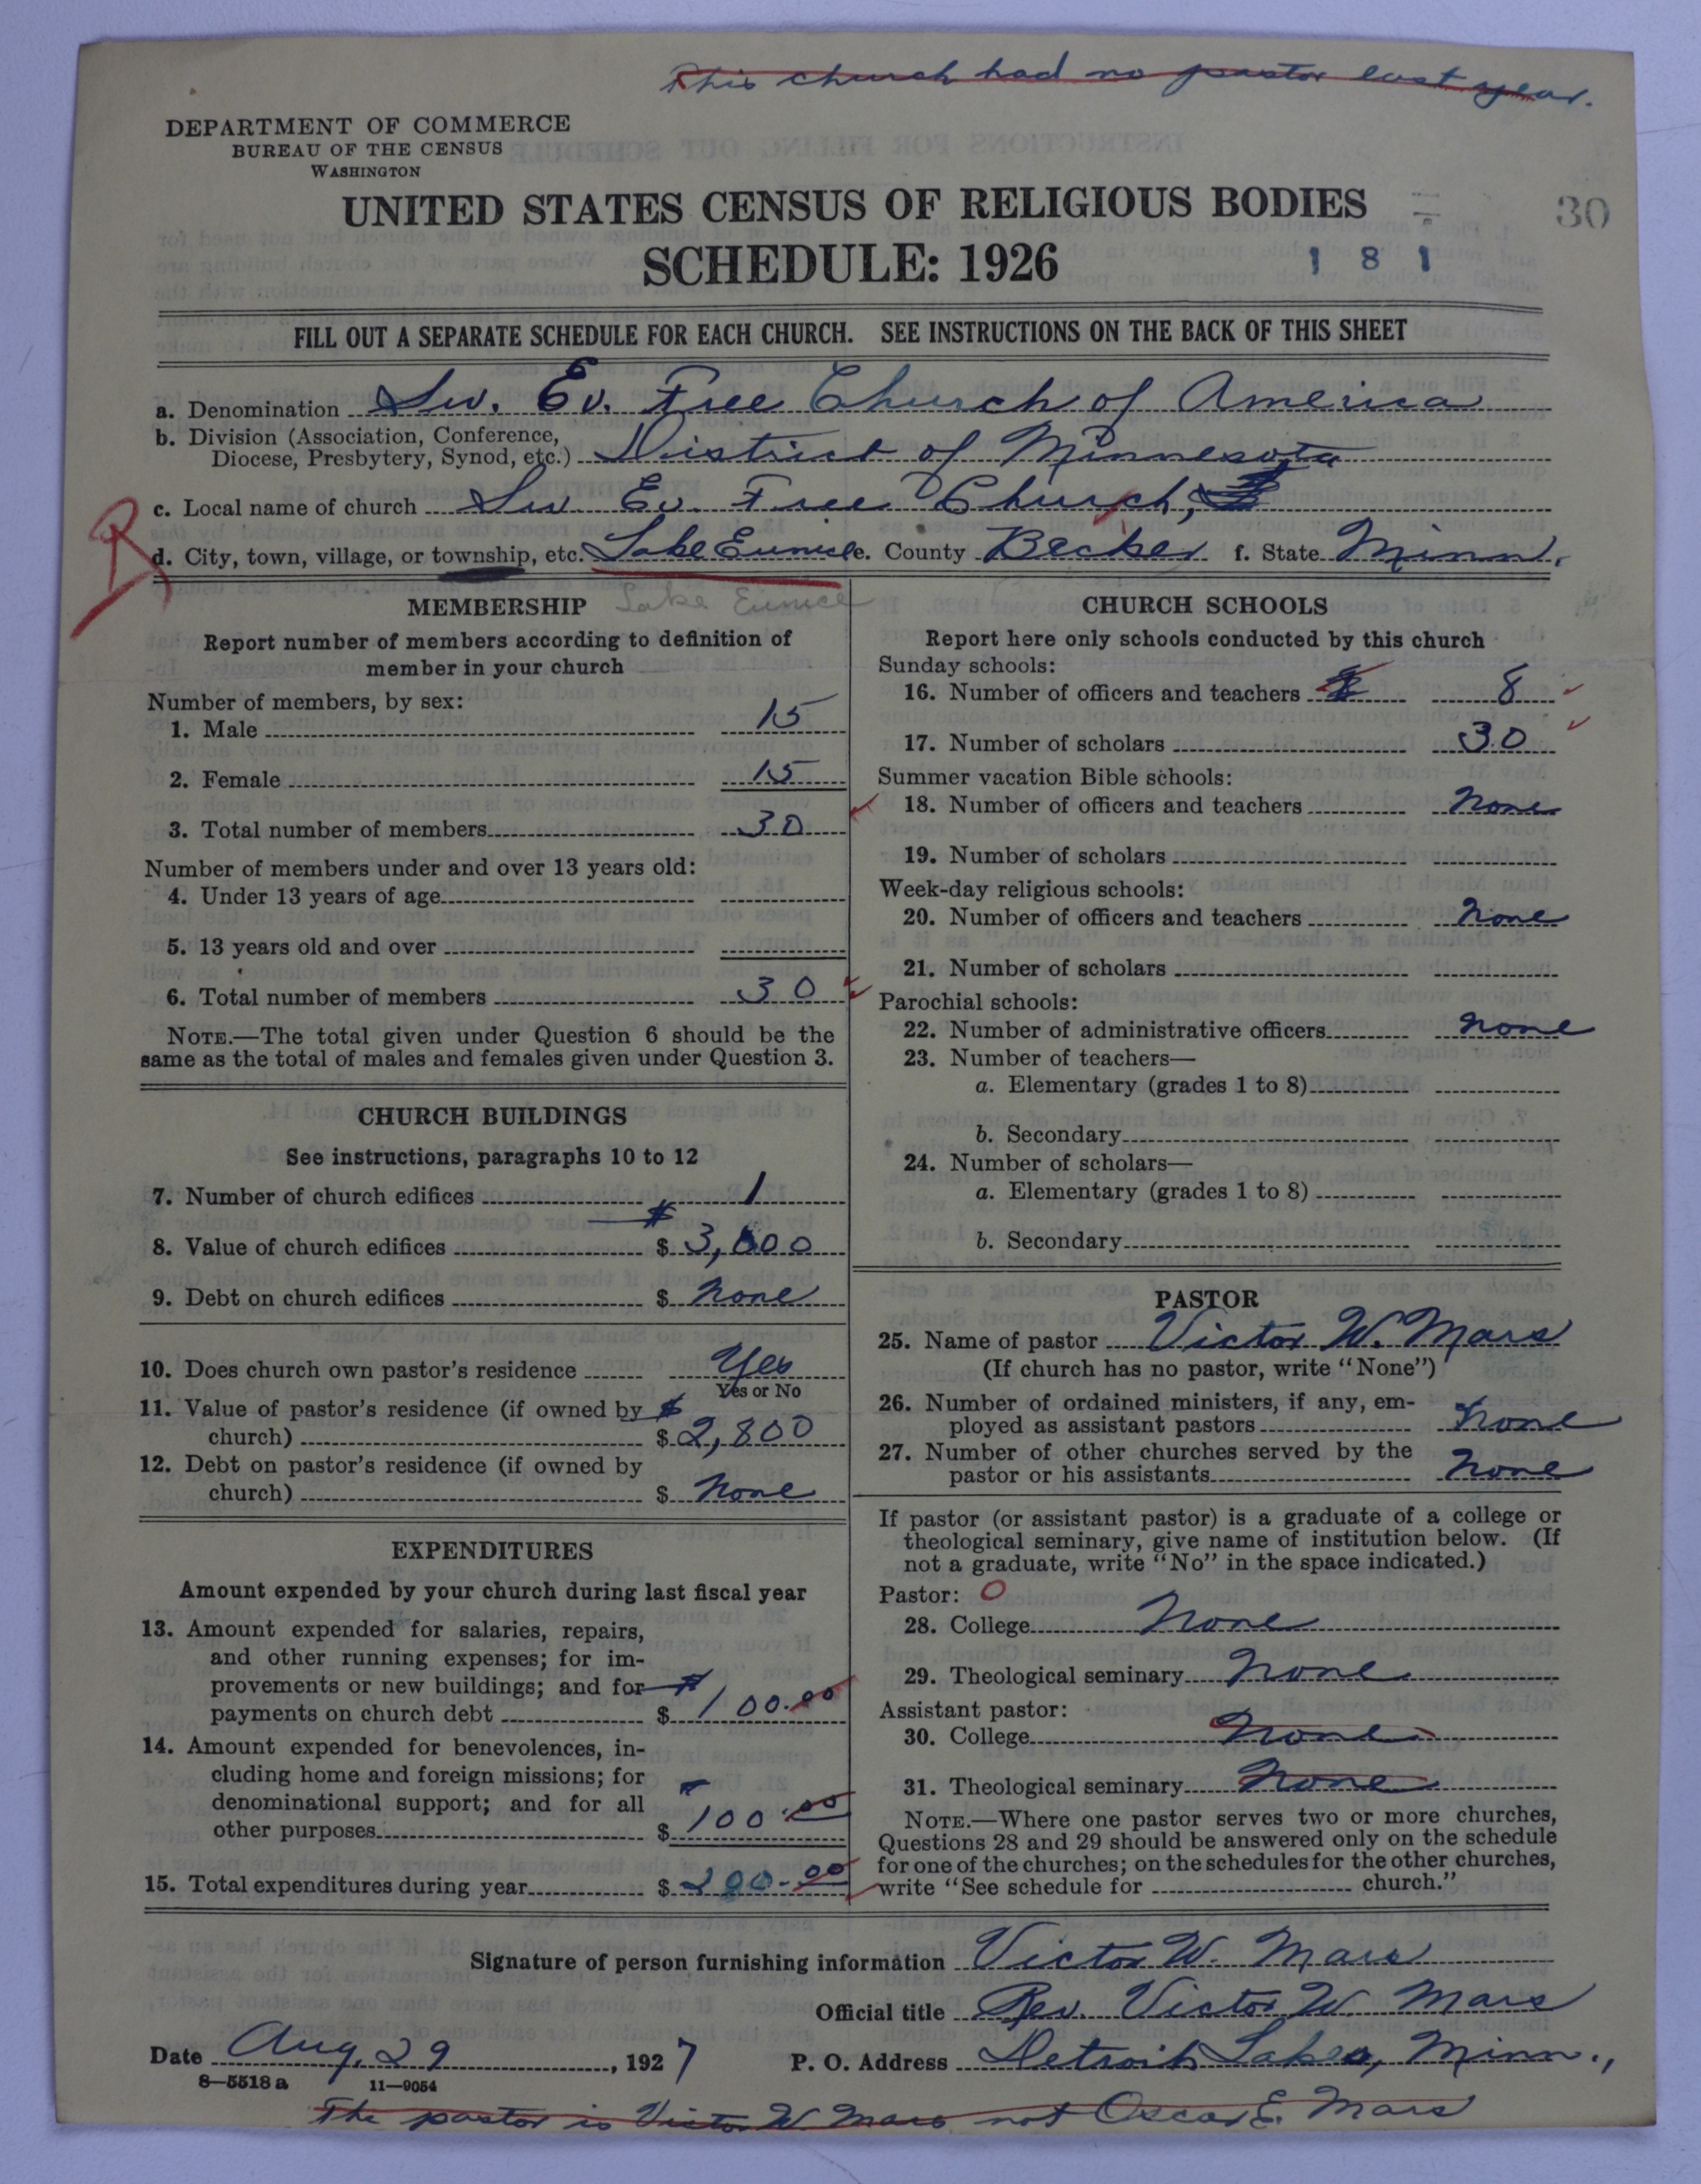 This church had no pastor last year.
DEPARTMENT OF COMMERCE
BUREAU OF THE CENSUS
WASHINGTON
UNITED STATES CENSUS OF RELIGIOUS BODIES
30
SCHEDULE: 1926
1 8 1
FILL OUT A SEPARATE SCHEDULE FOR EACH CHURCH. SEE INSTRUCTIONS ON THE BACK OF THIS SHEET
a. Denomination Sw. Ev. Free Church of America
b. Division (Association, Conference,
Diocese, Presbytery, Synod, etc.) District of Minnesota
c. Local name of church Sw Ev. Free Church,
R
d. City, town, village, or township, etc. Lake Eunice e. County Becker f. State Minn.
MEMBERSHIP Lake Eunice
Report number of members according to definition of
member in your church
Number of members, by sex:
1. Male 15
2. Female 15
3. Total number of members 30
Number of members under and over 13 years old:
4. Under 13 years of age
5. 13 years old and over
6. Total number of members 30
NOTE.—The total given under Question 6 should be the
same as the total of males and females given under Question 3.
CHURCH BUILDINGS
See instructions, paragraphs 10 to 12
7. Number of church edifices 1
$
8. Value of church edifices $ 3,000
9. Debt on church edifices $ None
10. Does church own pastor's residence Yes
Yes or No
11. Value of pastor's residence (if owned by $
church) $ 2,800
12. Debt on pastor's residence (if owned by
church) $ None
EXPENDITURES
Amount expended by your church during last fiscal year
13. Amount expended for salaries, repairs,
and other running expenses; for im-
provements or new buildings; and for $
payments on church debt $ 100.00
14. Amount expended for benevolences, in-
cluding home and foreign missions; for
denominational support; and for all
other purposes $ 100.00
15. Total expenditures during year $ 200.00
CHURCH SCHOOLS
Report here only schools conducted by this church
Sunday schools:
16. Number of officers and teachers 8
17. Number of scholars 30
Summer vacation Bible schools:
18. Number of officers and teachers None
19. Number of scholars
Week-day religious schools:
20. Number of officers and teachers None
21. Number of scholars
Parochial schools:
22. Number of administrative officers None
23. Number of teachers—
a. Elementary (grades 1 to 8)
b. Secondary
24. Number of scholars—
a. Elementary (grades 1 to 8)
b. Secondary
PASTOR
25. Name of pastor Victor W. Mars
(If church has no pastor, write "None")
26. Number of ordained ministers, if any, em-
ployed as assistant pastors None
27. Number of other churches served by the
pastor or his assistants None
If pastor (or assistant pastor) is a graduate of a college or
theological seminary, give name of institution below. (If
not a graduate, write "No" in the space indicated.)
Pastor: O
28. College None
29. Theological seminary None
Assistant pastor:
30. College None
31. Theological seminary None
NOTE.—Where one pastor serves two or more churches,
Questions 28 and 29 should be answered only on the schedule
for one of the churches; on the schedules for the other churches,
write "See schedule for church."
Signature of person furnishing information Victor W. Mars
Official title Rev. Victor W Mars
Date Aug. 29, 1927 P. O. Address Detroit Lakes, Minn.,
8—5518 a 11—9054
The pastor is Victor W Mars not Oscar E. Mars